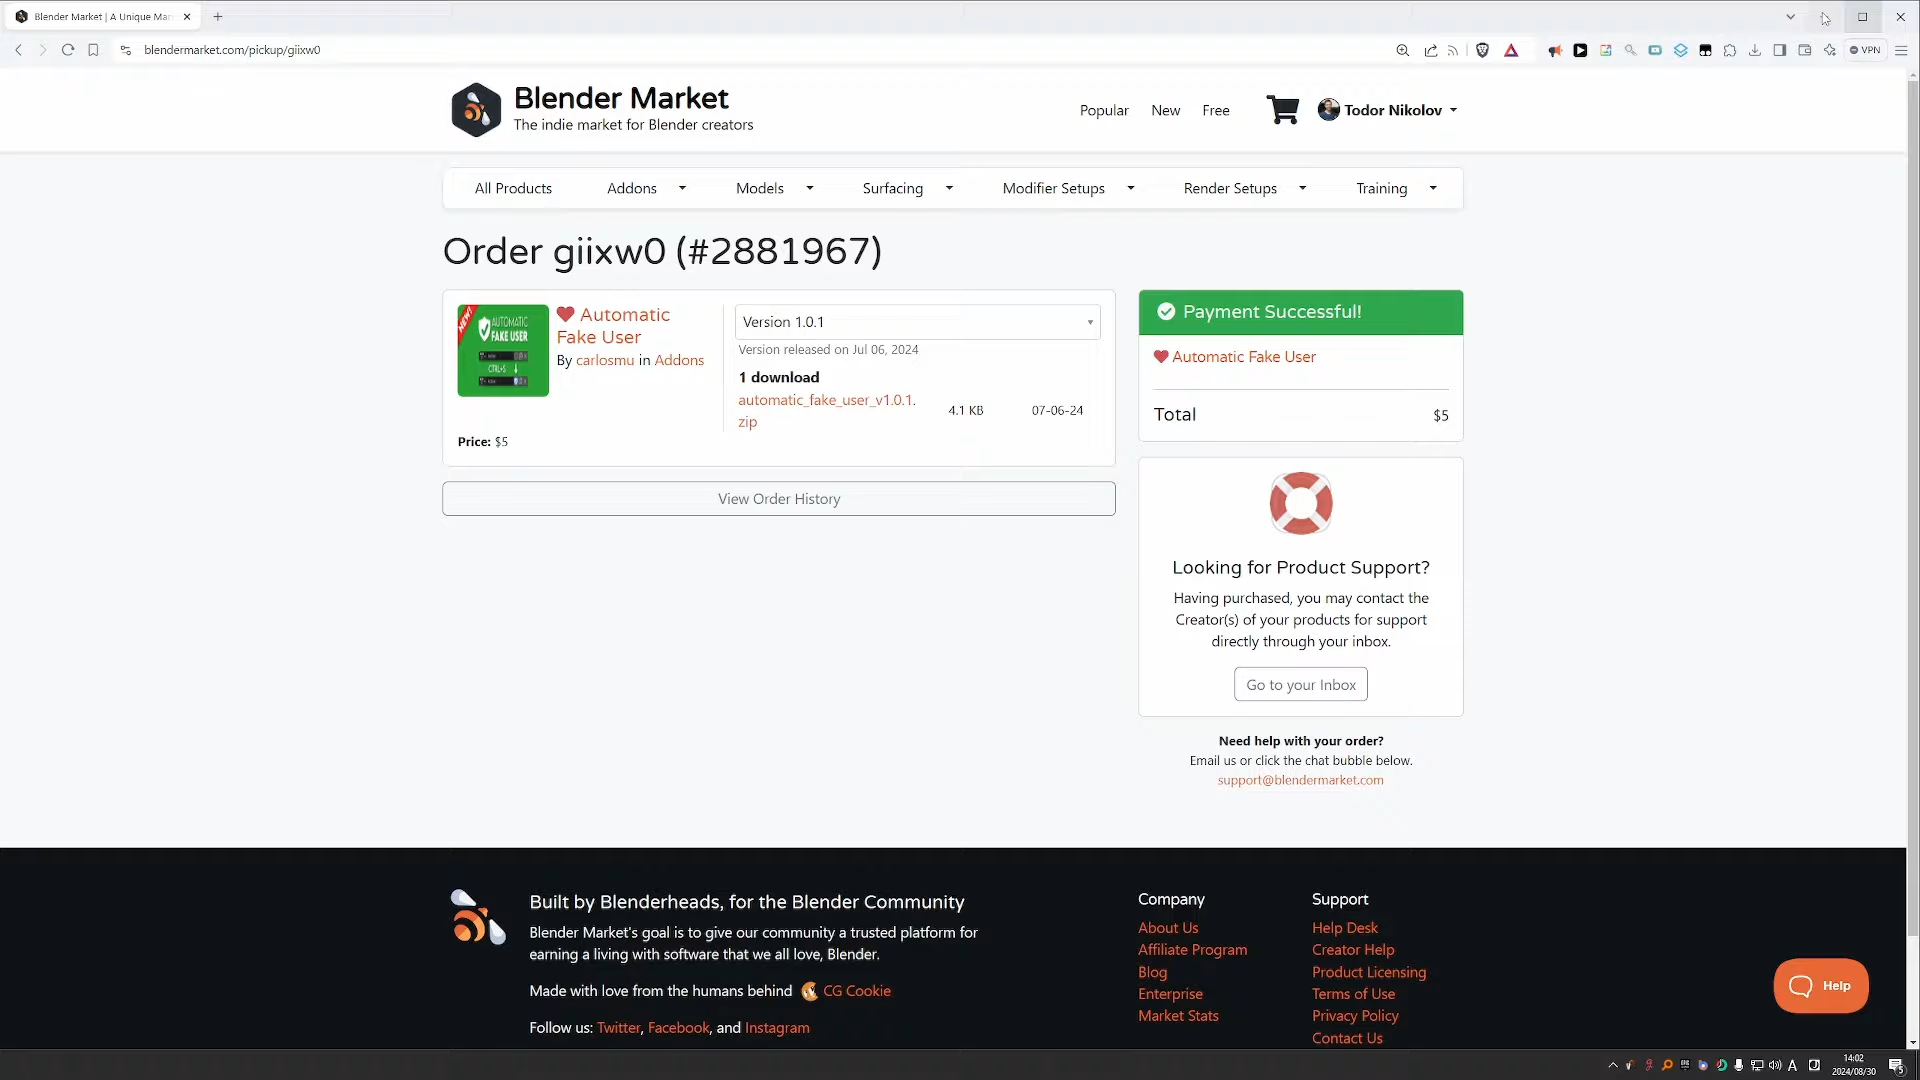 Blender Market | A Unique Mar
blendermarket.com/pickup/giixw0
VPN
Blender Market
The indie market for Blender creators
Popular
New
Free
Todor Nikolov
All Products
Addons
Models
Surfacing
Modifier Setups
Render Setups
Training
Order giixw0 (#2881967)
NEW!
AUTOMATIC
FAKE USER
CTRL+S
Automatic
Fake User
By carlosmu in Addons
Price: $5
Version 1.0.1
Version released on Jul 06, 2024
1 download
automatic_fake_user_v1.0.1.
zip
4.1 KB
07-06-24
View Order History
Payment Successful!
Automatic Fake User
Total
$5
Looking for Product Support?
Having purchased, you may contact the
Creator(s) of your products for support
directly through your inbox.
Go to your Inbox
Need help with your order?
Email us or click the chat bubble below.
support@blendermarket.com
Built by Blenderheads, for the Blender Community
Blender Market's goal is to give our community a trusted platform for
earning a living with software that we all love, Blender.
Made with love from the humans behind CG Cookie
Follow us: Twitter, Facebook, and Instagram
Company
About Us
Affiliate Program
Blog
Enterprise
Market Stats
Support
Help Desk
Creator Help
Product Licensing
Terms of Use
Privacy Policy
Contact Us
Help
A
14:02
2024/08/30
5